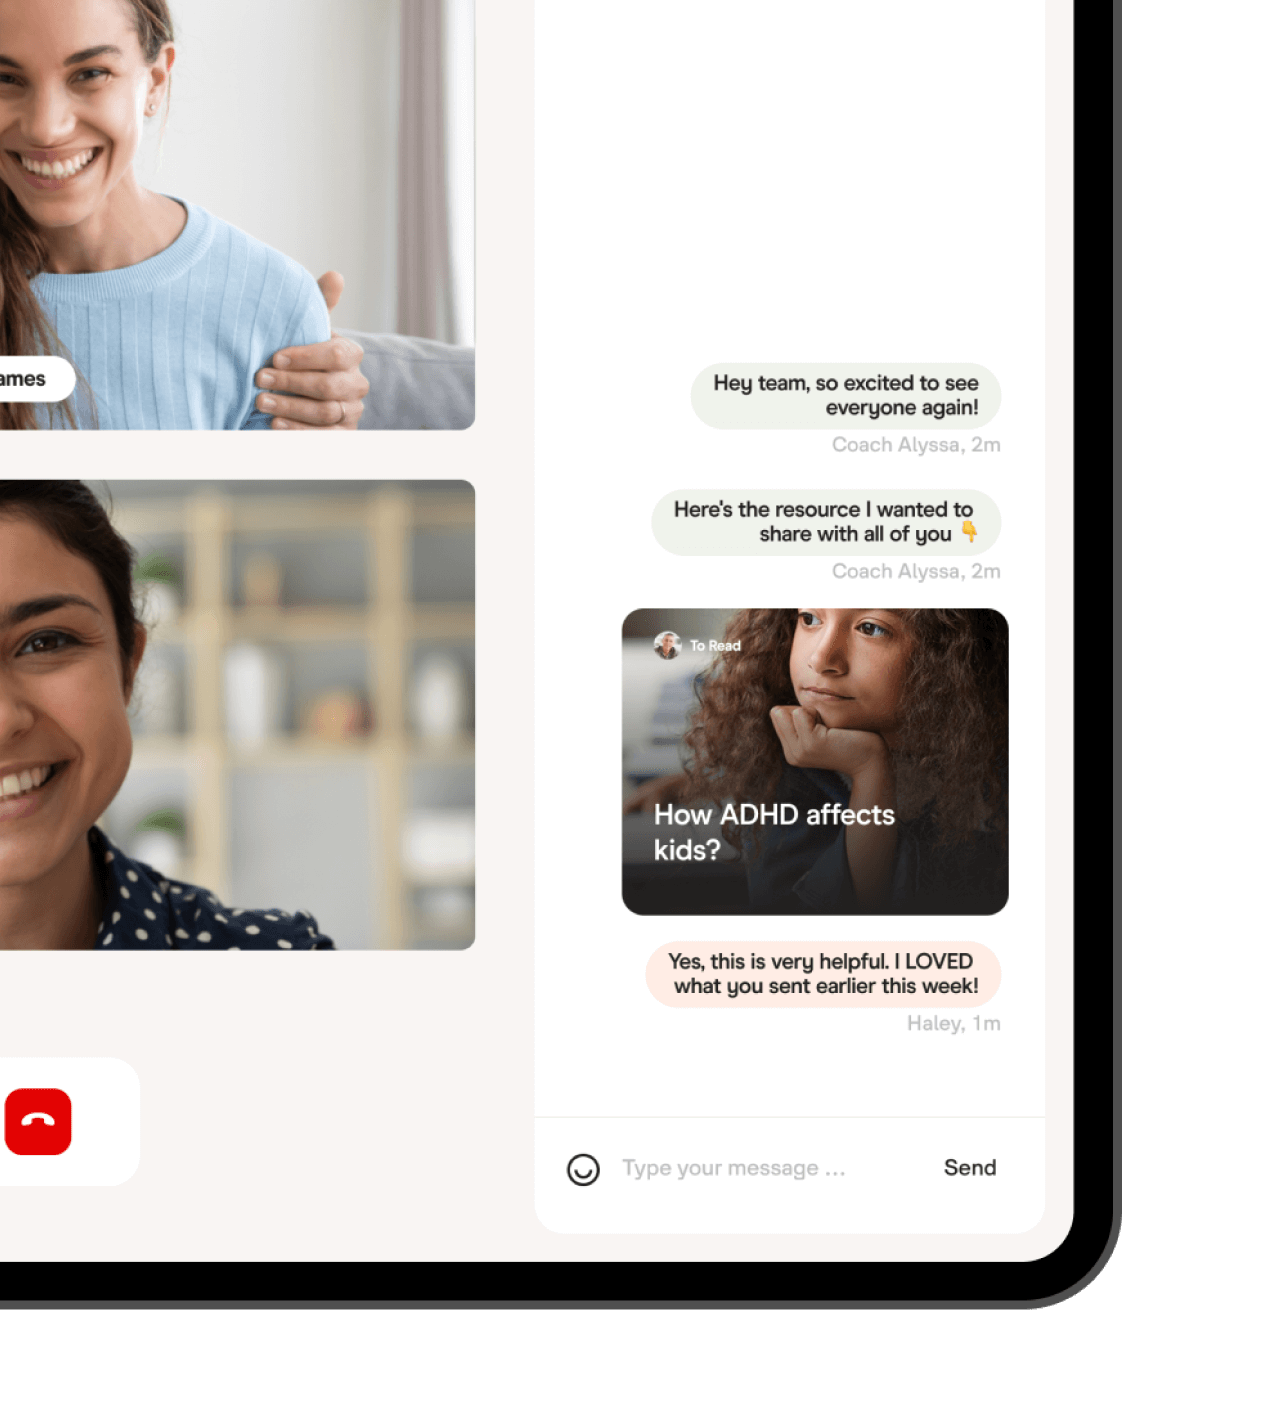 ames
Hey team, so excited to see
everyone again!
Coach Alyssa, 2m
Here's the resource I wanted to
share with all of you 👇
Coach Alyssa, 2m
To Read
How ADHD affects
kids?
Yes, this is very helpful. I LOVED
what you sent earlier this week!
Haley, 1m
Type your message ...
Send